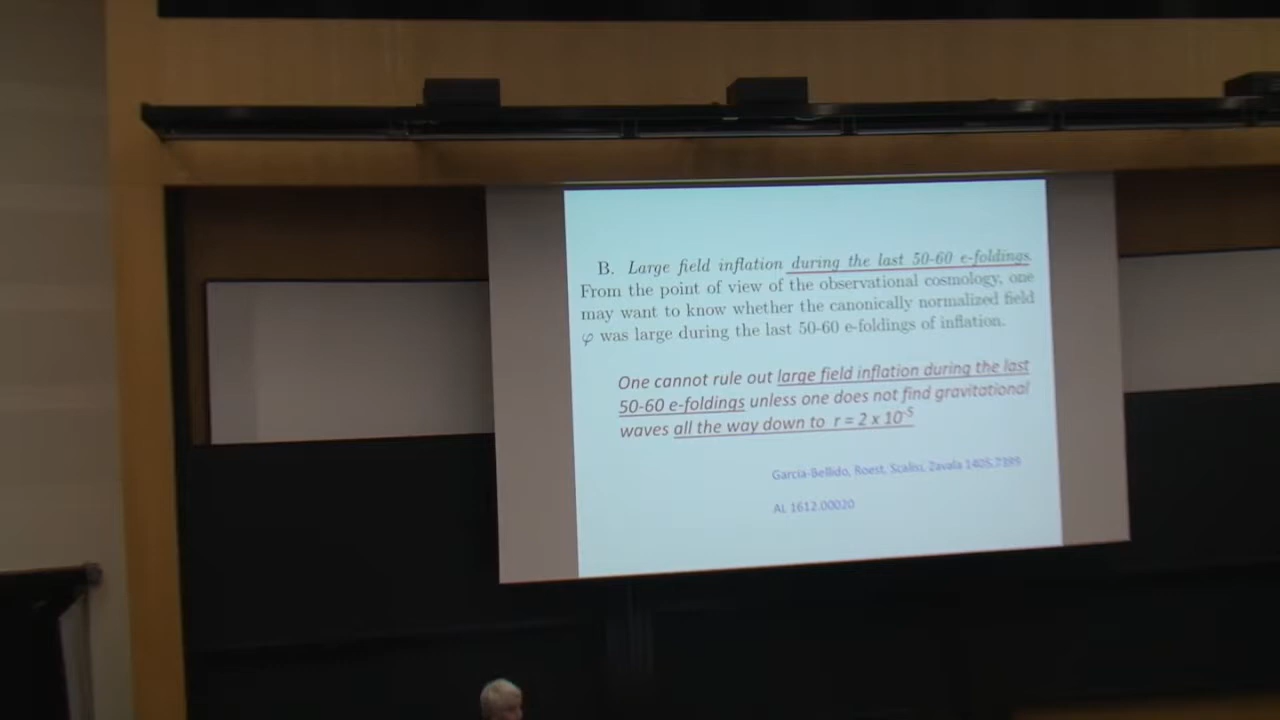 B. Large field inflation during the last 50-60 e-foldings.
From the point of view of the observational cosmology, one
may want to know whether the canonically normalized field
φ was large during the last 50-60 e-foldings of inflation.
One cannot rule out large field inflation during the last
50-60 e-foldings unless one does not find gravitational
waves all the way down to r = 2 x 10⁻⁵
Garcia-Bellido, Roest, Scalisi, Zavala 1405.7399
AL 1612.00020